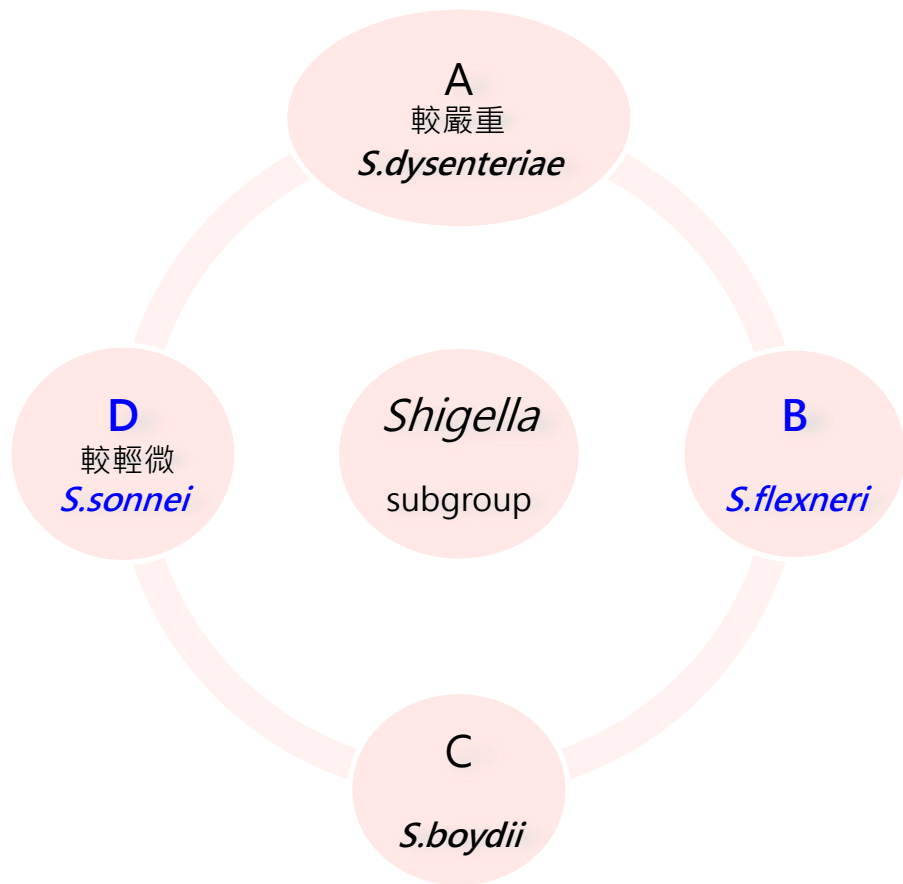 A
較嚴重
S.dysenteriae
D
較輕微
S.sonnei
Shigella
subgroup
B
S.flexneri
C
S.boydii